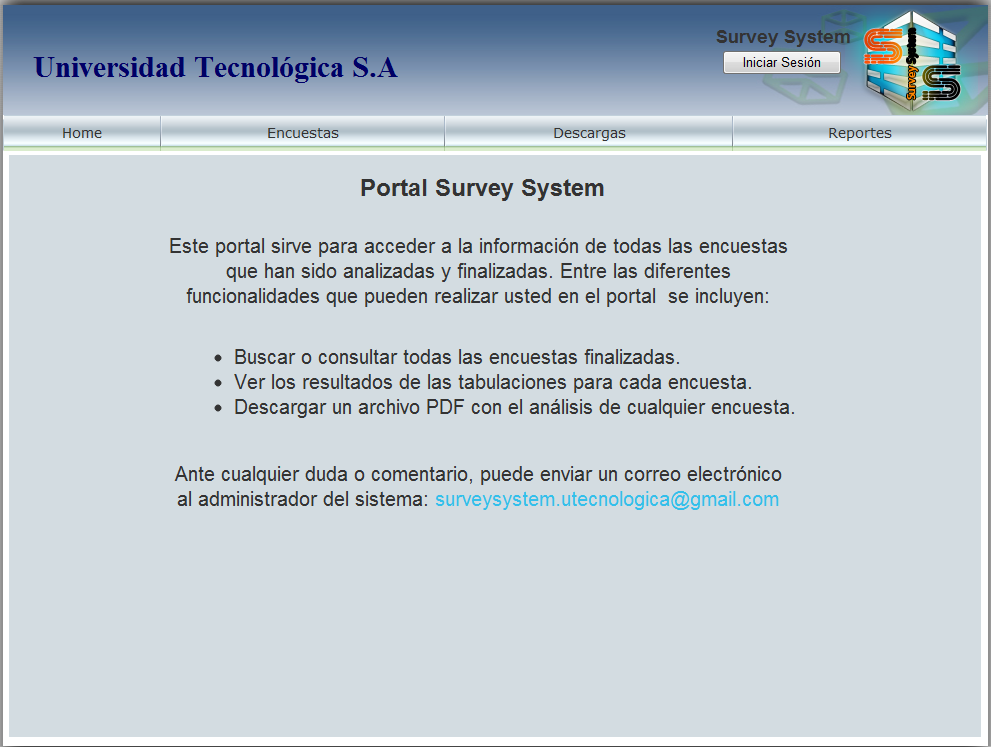 Universidad Tecnológica S.A
Survey System
Iniciar Sesión
Survey System
Home
Encuestas
Descargas
Reportes
Portal Survey System
Este portal sirve para acceder a la información de todas las encuestas
que han sido analizadas y finalizadas. Entre las diferentes
funcionalidades que pueden realizar usted en el portal  se incluyen:
• Buscar o consultar todas las encuestas finalizadas.
• Ver los resultados de las tabulaciones para cada encuesta.
• Descargar un archivo PDF con el análisis de cualquier encuesta.
Ante cualquier duda o comentario, puede enviar un correo electrónico
al administrador del sistema: surveysystem.utecnologica@gmail.com